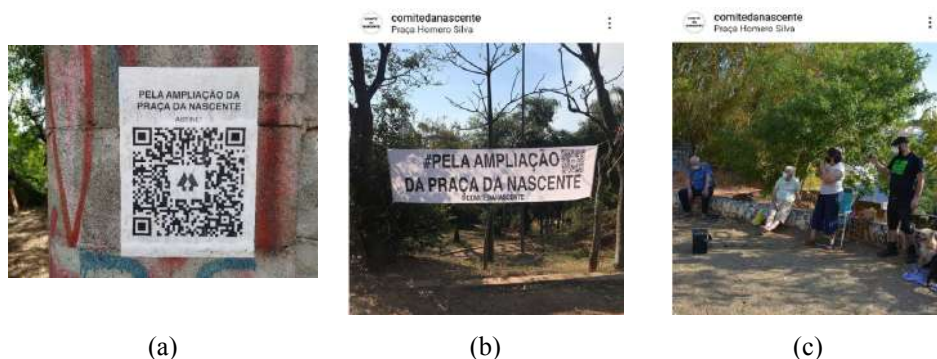 PELA AMPLIAÇÃO DA
PRAÇA DA NASCENTE
comitedanascente
Praça Homero Silva
#PELA AMPLIAÇÃO
DA PRAÇA DA NASCENTE
@COMITEDANASCENTE
comitedanascente
Praça Homero Silva
(a)
(b)
(c)